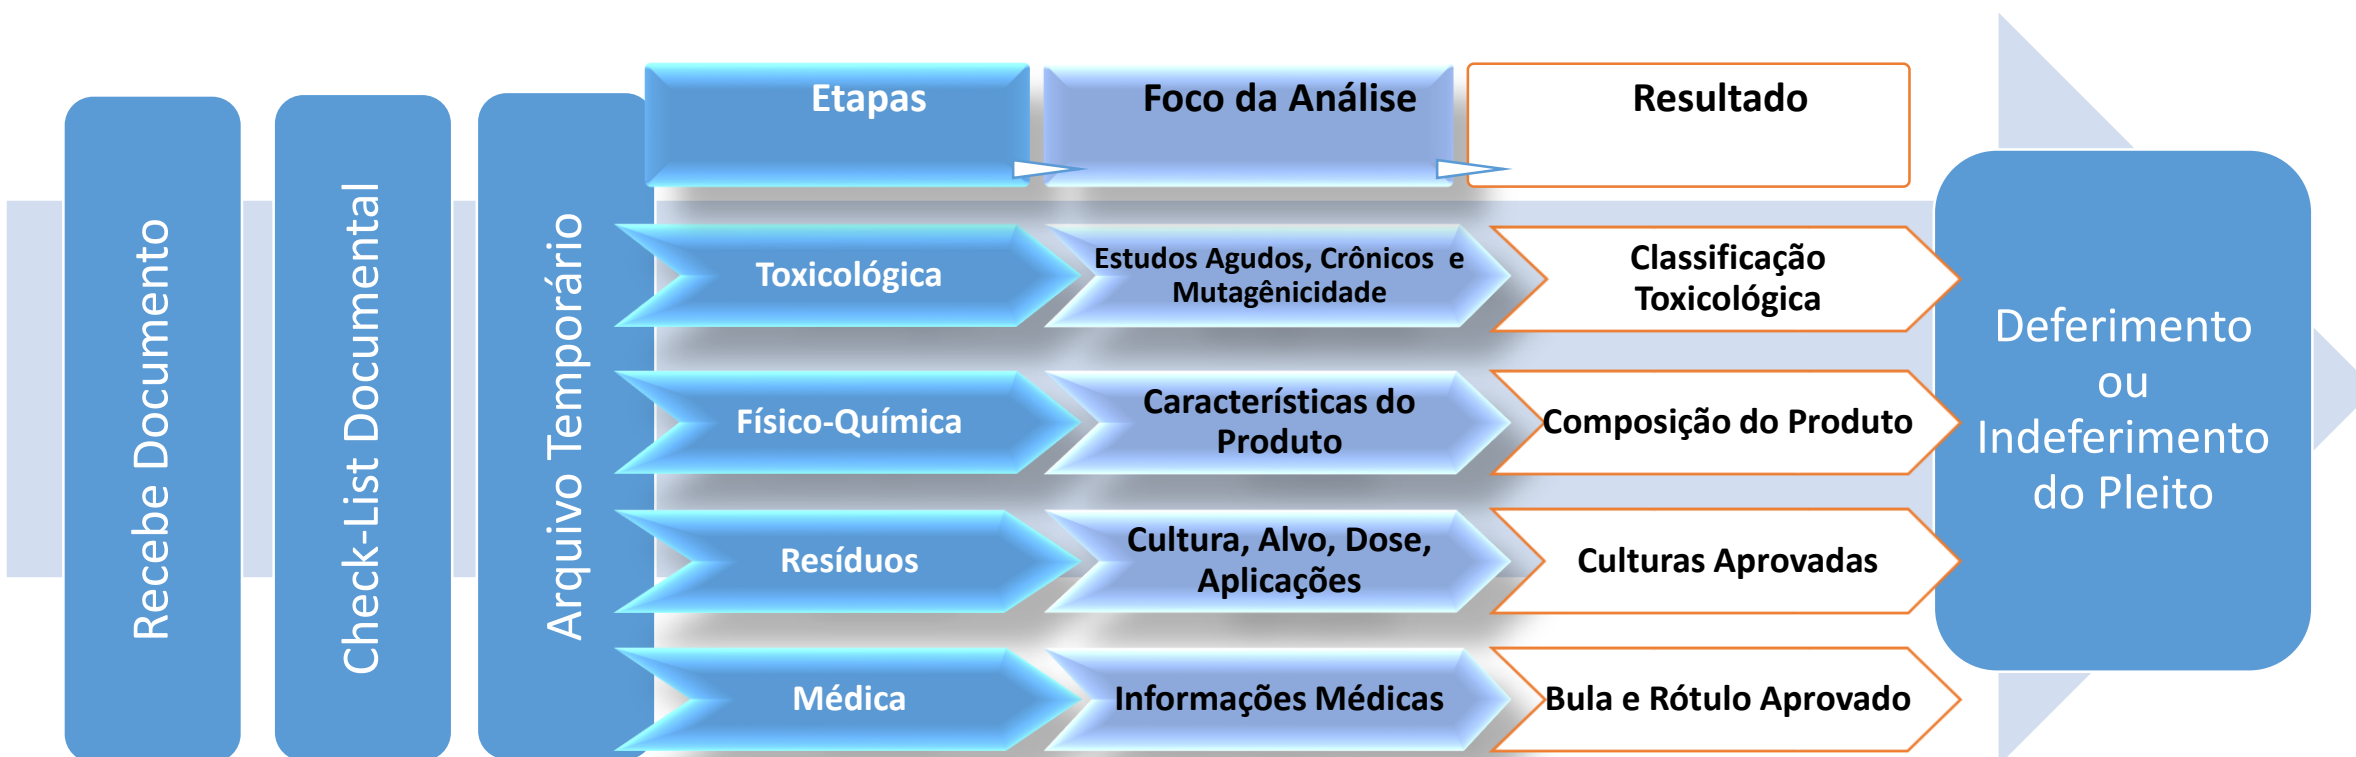 Recebe Documento
Check-List Documental
Arquivo Temporário
Etapas
Foco da Análise
Resultado
Toxicológica
Estudos Agudos, Crônicos e
Mutagênicidade
Classificação
Toxicológica
Físico-Química
Características do
Produto
Composição do Produto
Resíduos
Cultura, Alvo, Dose,
Aplicações
Culturas Aprovadas
Médica
Informações Médicas
Bula e Rótulo Aprovado
Deferimento
ou
Indeferimento
do Pleito